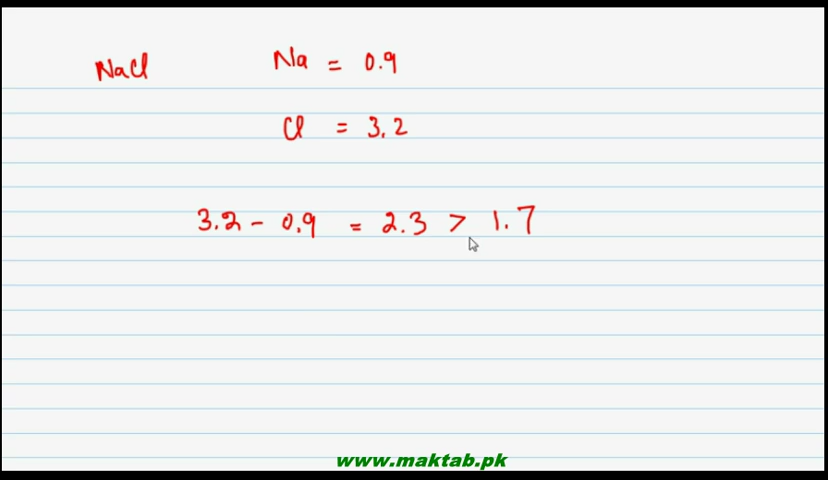 NaCl Na = 0.9
Cl = 3.2
3.2 - 0.9 = 2.3 > 1.7
www.maktab.pk